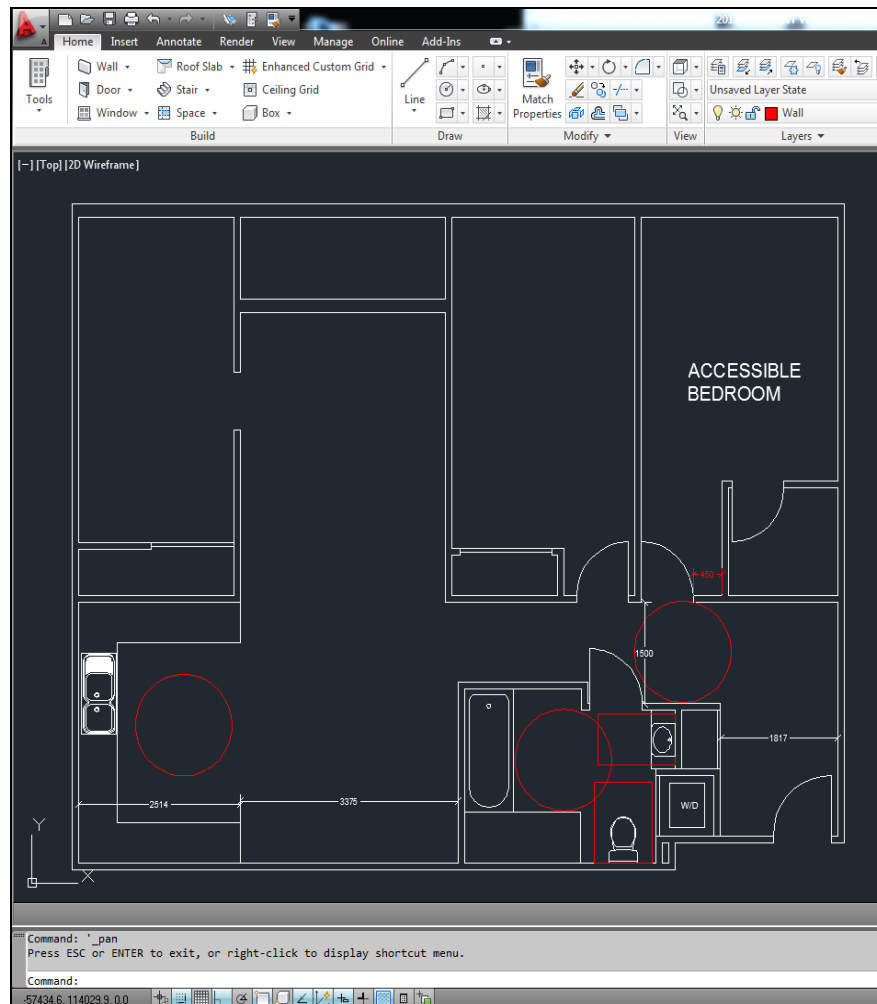 Home Insert Annotate Render View Manage Online Add-Ins
Tools
Wall
Roof Slab
Enhanced Custom Grid
Door
Stair
Ceiling Grid
Window
Space
Box
Build
Line
Draw
Match
Properties
Modify
View
Unsaved Layer State
Wall
Layers
[−] [Top] [2D Wireframe]
ACCESSIBLE
BEDROOM
450
1500
1817
2514
3375
W/D
Y
X
Command: '_pan
Press ESC or ENTER to exit, or right-click to display shortcut menu.
Command:
-57434.6, 114029.9, 0.0